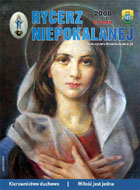 2008
RYCERZ
NIEPOKALANEJ
Kierownictwo duchowe
Miłość jest jedna